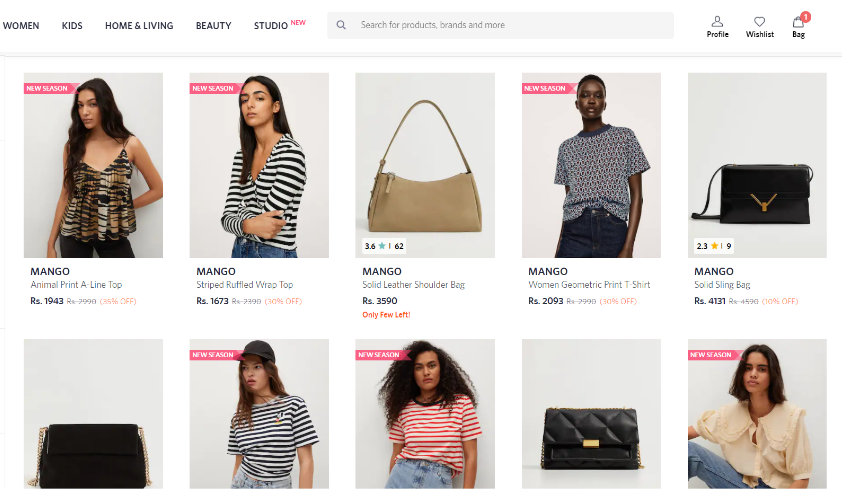 WOMEN KIDS HOME & LIVING BEAUTY STUDIO NEW Search for products, brands and more Profile Wishlist Bag 1
NEW SEASON NEW SEASON NEW SEASON
3.6 ★ | 62 2.3 ★ | 9
MANGO MANGO MANGO MANGO MANGO
Animal Print A-Line Top Striped Ruffled Wrap Top Solid Leather Shoulder Bag Women Geometric Print T-Shirt Solid Sling Bag
Rs. 1943 Rs. 2990 (35% OFF) Rs. 1673 Rs. 2390 (30% OFF) Rs. 3590 Rs. 2093 Rs. 2990 (30% OFF) Rs. 4131 Rs. 4590 (10% OFF)
Only Few Left!
NEW SEASON NEW SEASON NEW SEASON